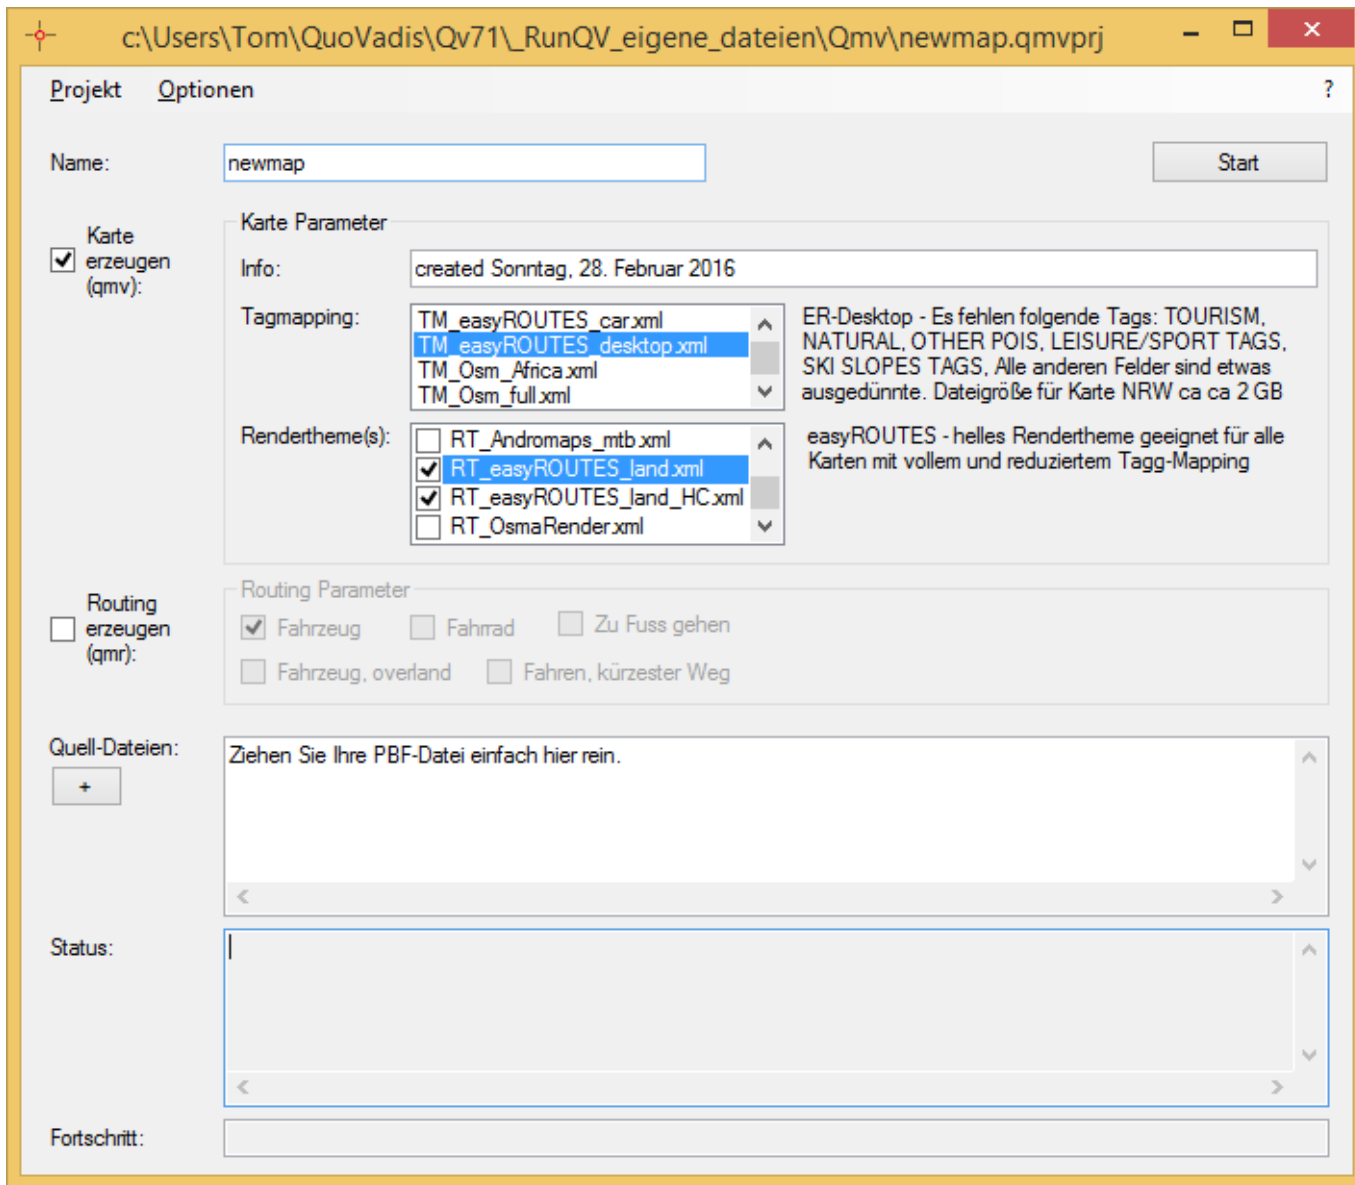 c:\Users\Tom\QuoVadis\Qv71\_RunQV_eigene_dateien\Qmv\newmap.qmvprj
Projekt Optionen ?
Name: newmap Start
Karte erzeugen (qmv):
Karte Parameter
Info: created Sonntag, 28. Februar 2016
Tagmapping:
TM_easyROUTES_car.xml
TM_easyROUTES_desktop.xml
TM_Osm_Africa.xml
TM_Osm_full.xml
ER-Desktop - Es fehlen folgende Tags: TOURISM,
NATURAL, OTHER POIS, LEISURE/SPORT TAGS,
SKI SLOPES TAGS, Alle anderen Felder sind etwas
ausgedünnte. Dateigröße für Karte NRW ca ca 2 GB
Rendertheme(s):
RT_Andromaps_mtb.xml
RT_easyROUTES_land.xml
RT_easyROUTES_land_HC.xml
RT_OsmaRender.xml
easyROUTES - helles Rendertheme geeignet für alle
Karten mit vollem und reduziertem Tagg-Mapping
Routing
erzeugen
(qmr):
Routing Parameter
Fahrzeug Fahrrad Zu Fuss gehen
Fahrzeug, overland Fahren, kürzester Weg
Quell-Dateien:
+
Ziehen Sie Ihre PBF-Datei einfach hier rein.
Status:
Fortschritt: